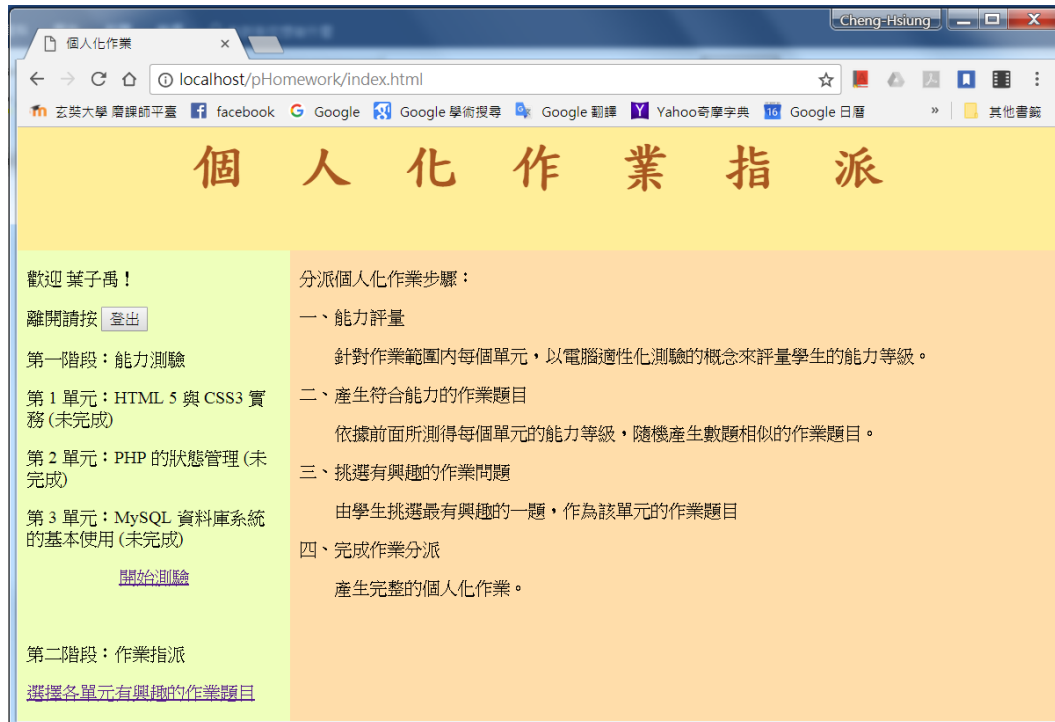 Cheng-Hsiung
個人化作業
localhost/pHomework/index.html
玄奘大學 磨課師平臺 facebook Google Google 學術搜尋 Google 翻譯 Yahoo奇摩字典 16 Google 日曆 » 其他書籤
個人化作業指派
歡迎 葉子禹！
離開請按 登出
第一階段：能力測驗
第 1 單元：HTML 5 與 CSS3 實
務 (未完成)
第 2 單元：PHP 的狀態管理 (未
完成)
第 3 單元：MySQL 資料庫系統
的基本使用 (未完成)
開始測驗
第二階段：作業指派
選擇各單元有興趣的作業題目
分派個人化作業步驟：
一、能力評量
針對作業範圍內每個單元，以電腦適性化測驗的概念來評量學生的能力等級。
二、產生符合能力的作業題目
依據前面所測得每個單元的能力等級，隨機產生數題相似的作業題目。
三、挑選有興趣的作業問題
由學生挑選最有興趣的一題，作為該單元的作業題目
四、完成作業分派
產生完整的個人化作業。